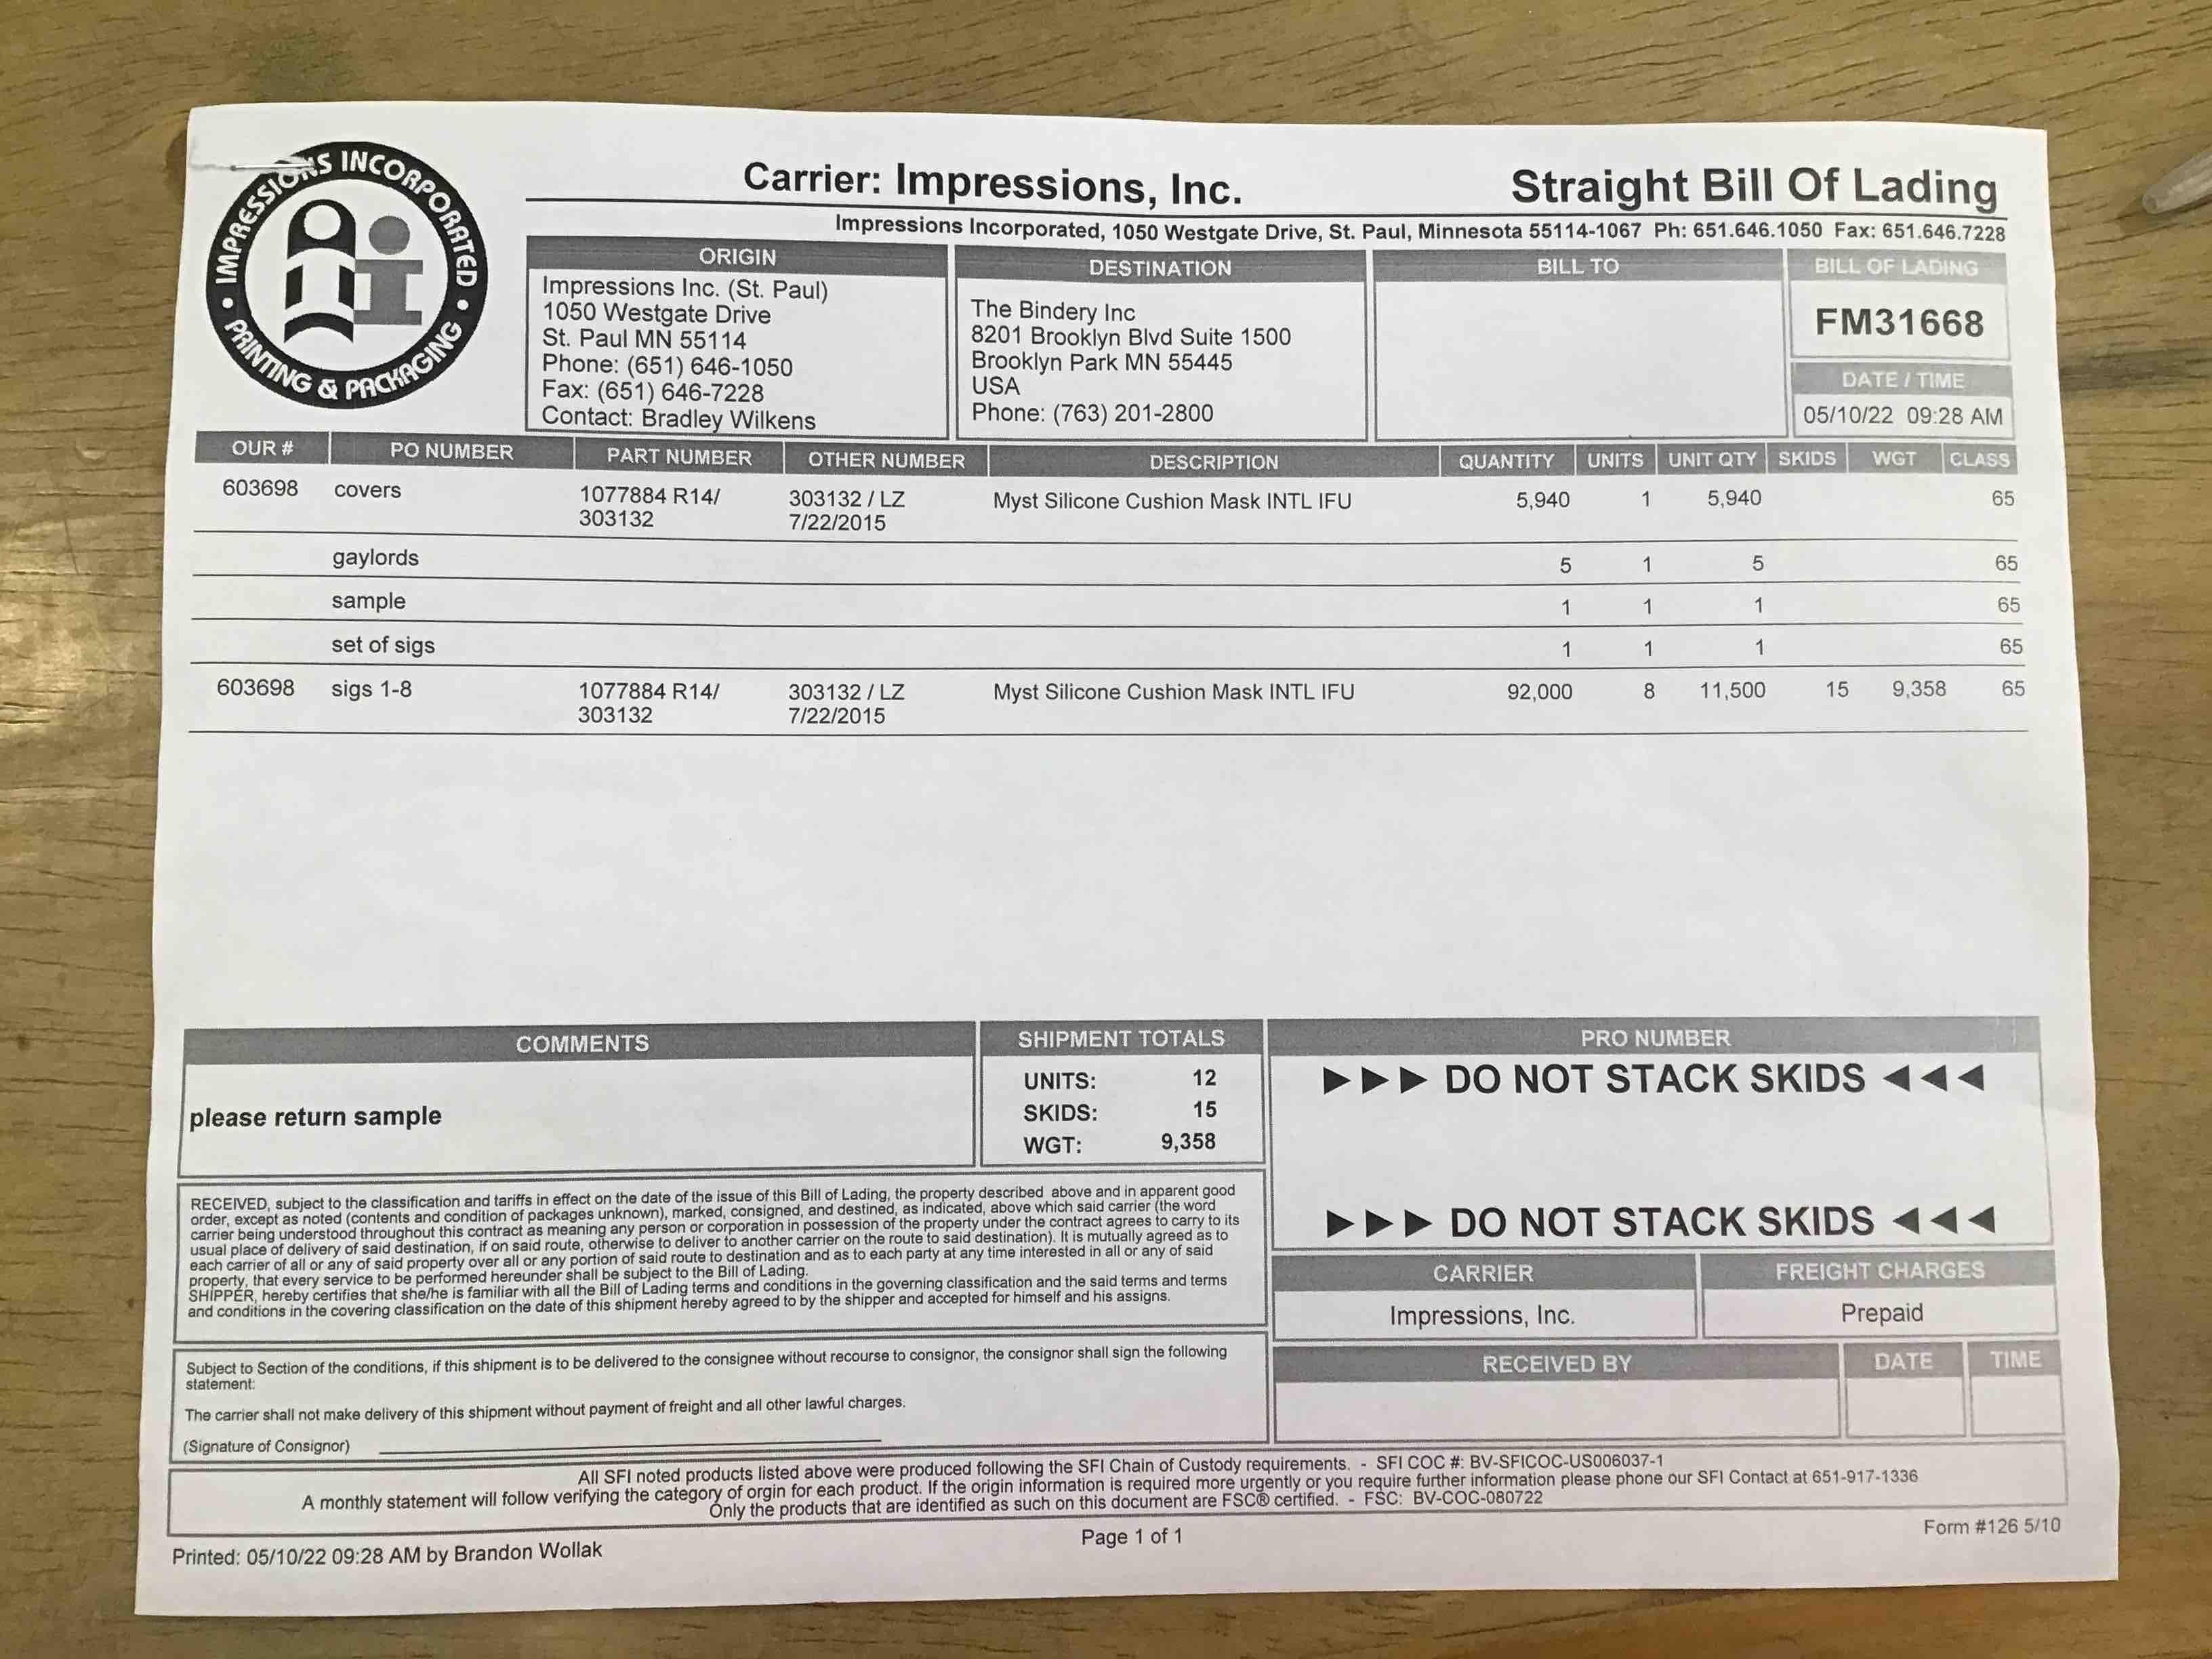 IMPRESSIONS INCORPORATED • PRINTING & PACKAGING •
Carrier: Impressions, Inc.
Straight Bill Of Lading
Impressions Incorporated, 1050 Westgate Drive, St. Paul, Minnesota 55114-1067 Ph: 651.646.1050 Fax: 651.646.7228
ORIGIN
Impressions Inc. (St. Paul)
1050 Westgate Drive
St. Paul MN 55114
Phone: (651) 646-1050
Fax: (651) 646-7228
Contact: Bradley Wilkens
DESTINATION
The Bindery Inc
8201 Brooklyn Blvd Suite 1500
Brooklyn Park MN 55445
USA
Phone: (763) 201-2800
BILL TO
BILL OF LADING
FM31668
DATE / TIME
05/10/22 09:28 AM
OUR # PO NUMBER PART NUMBER OTHER NUMBER DESCRIPTION QUANTITY UNITS UNIT QTY SKIDS WGT CLASS
603698 covers 1077884 R14/ 303132 / LZ Myst Silicone Cushion Mask INTL IFU 5,940 1 5,940 65
303132 7/22/2015
gaylords 5 1 5 65
sample 1 1 1 65
set of sigs 1 1 1 65
603698 sigs 1-8 1077884 R14/ 303132 / LZ Myst Silicone Cushion Mask INTL IFU 92,000 8 11,500 15 9,358 65
303132 7/22/2015
COMMENTS
please return sample
SHIPMENT TOTALS
UNITS: 12
SKIDS: 15
WGT: 9,358
PRO NUMBER
►►► DO NOT STACK SKIDS ◄◄◄
►►► DO NOT STACK SKIDS ◄◄◄
RECEIVED, subject to the classification and tariffs in effect on the date of the issue of this Bill of Lading, the property described above and in apparent good
order, except as noted (contents and condition of packages unknown), marked, consigned, and destined, as indicated, above which said carrier (the word
carrier being understood throughout this contract as meaning any person or corporation in possession of the property under the contract agrees to carry to its
usual place of delivery of said destination, if on said route, otherwise to deliver to another carrier on the route to said destination). It is mutually agreed as to
each carrier of all or any of said property over all or any portion of said route to destination and as to each party at any time interested in all or any of said
property, that every service to be performed hereunder shall be subject to the Bill of Lading.
SHIPPER, hereby certifies that she/he is familiar with all the Bill of Lading terms and conditions in the governing classification and the said terms and terms
and conditions in the covering classification on the date of this shipment hereby agreed to by the shipper and accepted for himself and his assigns.
CARRIER
Impressions, Inc.
FREIGHT CHARGES
Prepaid
Subject to Section of the conditions, if this shipment is to be delivered to the consignee without recourse to consignor, the consignor shall sign the following
statement:
The carrier shall not make delivery of this shipment without payment of freight and all other lawful charges.
(Signature of Consignor)
RECEIVED BY
DATE
TIME
All SFI noted products listed above were produced following the SFI Chain of Custody requirements. - SFI COC #: BV-SFICOC-US006037-1
A monthly statement will follow verifying the category of orgin for each product. If the origin information is required more urgently or you require further information please phone our SFI Contact at 651-917-1336
Only the products that are identified as such on this document are FSC® certified. - FSC: BV-COC-080722
Printed: 05/10/22 09:28 AM by Brandon Wollak
Page 1 of 1
Form #126 5/10